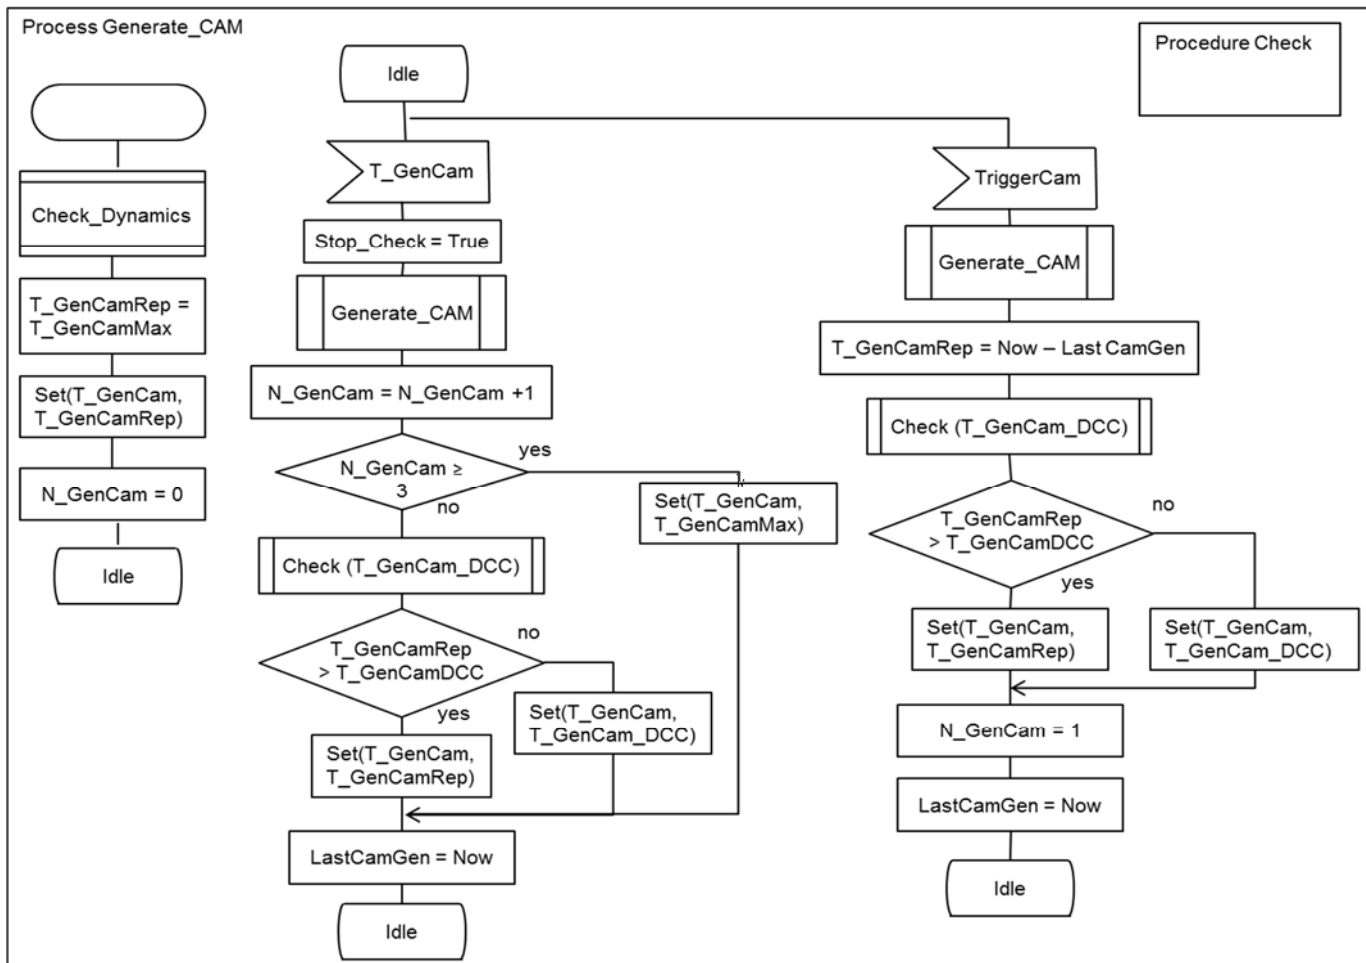 Process Generate_CAM
Procedure Check
Check_Dynamics
T_GenCamRep =
T_GenCamMax
Set(T_GenCam,
T_GenCamRep)
N_GenCam = 0
Idle
Idle
T_GenCam
Stop_Check = True
Generate_CAM
N_GenCam = N_GenCam +1
N_GenCam ≥
3
yes
no
Set(T_GenCam,
T_GenCamMax)
Check (T_GenCam_DCC)
T_GenCamRep
> T_GenCamDCC
no
yes
Set(T_GenCam,
T_GenCam_DCC)
Set(T_GenCam,
T_GenCamRep)
LastCamGen = Now
Idle
TriggerCam
Generate_CAM
T_GenCamRep = Now – Last CamGen
Check (T_GenCam_DCC)
T_GenCamRep
> T_GenCamDCC
no
yes
Set(T_GenCam,
T_GenCamRep)
Set(T_GenCam,
T_GenCam_DCC)
N_GenCam = 1
LastCamGen = Now
Idle